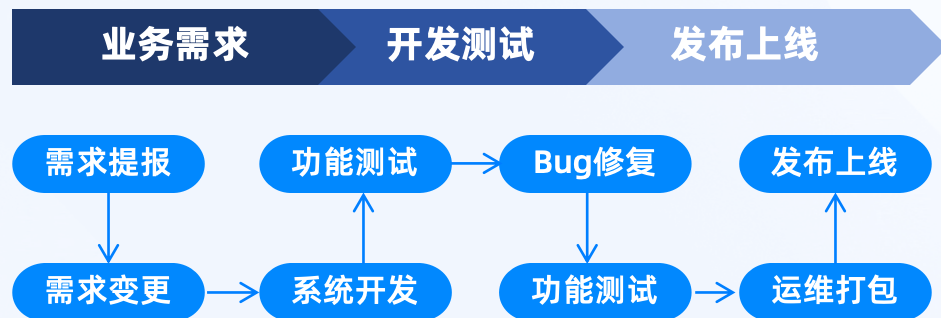 业务需求
开发测试
发布上线
需求提报
功能测试
Bug修复
发布上线
需求变更
系统开发
功能测试
运维打包